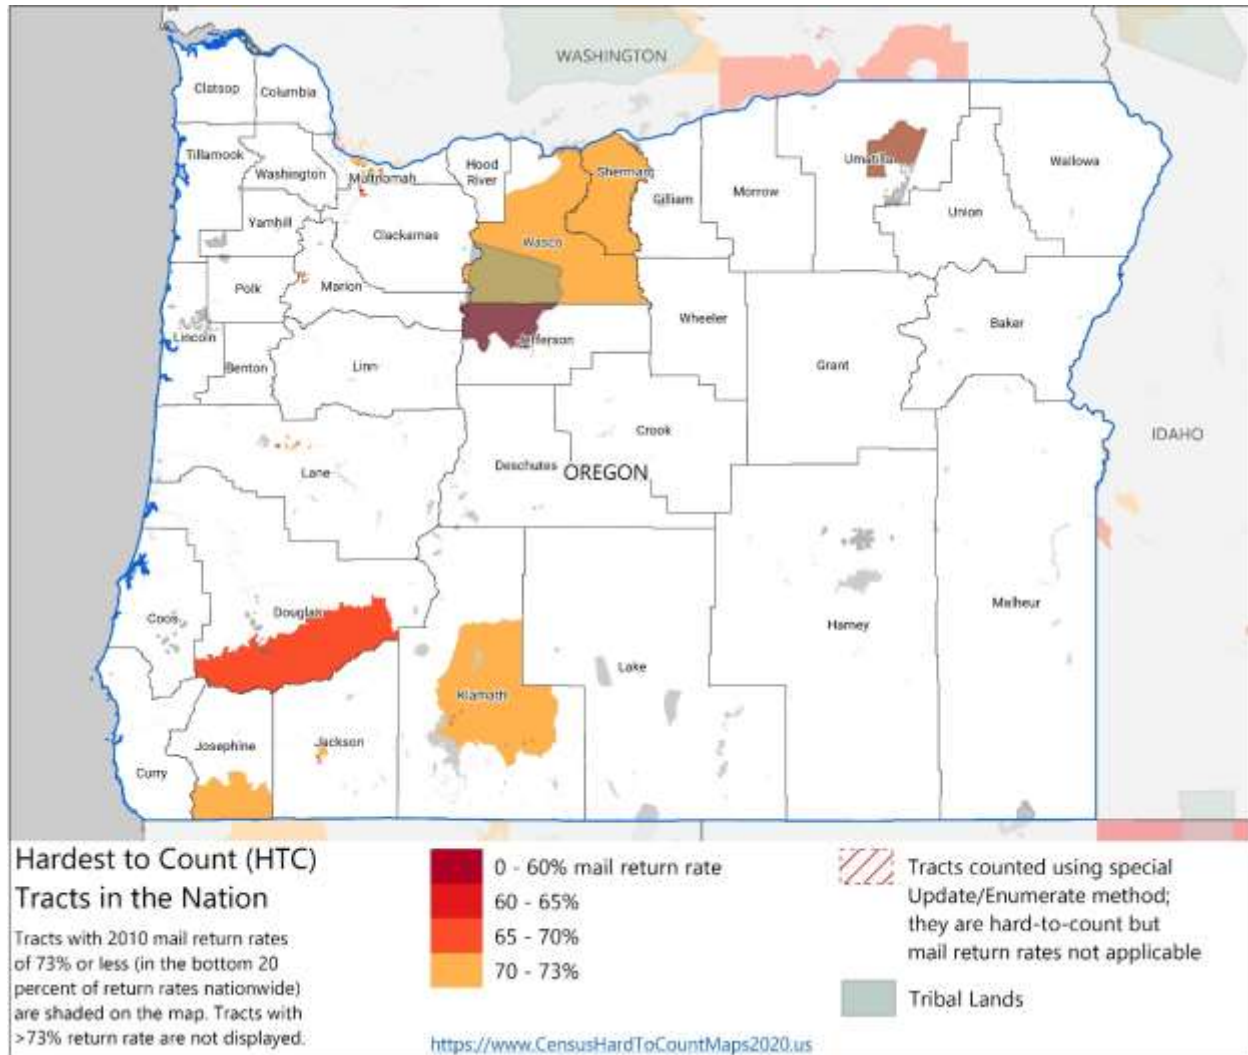 WASHINGTON
Clatsop
Columbia
Tillamook
Washington
Multnomah
Hood
River
Sherman
Gilliam
Morrow
Umatilla
Wallowa
Union
Yamhill
Clackamas
Wasco
Polk
Marion
Lincoln
Benton
Linn
Jefferson
Wheeler
Grant
Baker
IDAHO
Lane
Deschutes
Crook
OREGON
Coos
Douglas
Lake
Harney
Malheur
Klamath
Josephine
Jackson
Curry
Hardest to Count (HTC)
Tracts in the Nation
Tracts with 2010 mail return rates
of 73% or less (in the bottom 20
percent of return rates nationwide)
are shaded on the map. Tracts with
>73% return rate are not displayed.
0 - 60% mail return rate
60 - 65%
65 - 70%
70 - 73%
https://www.CensusHardToCountMaps2020.us
Tracts counted using special
Update/Enumerate method;
they are hard-to-count but
mail return rates not applicable
Tribal Lands